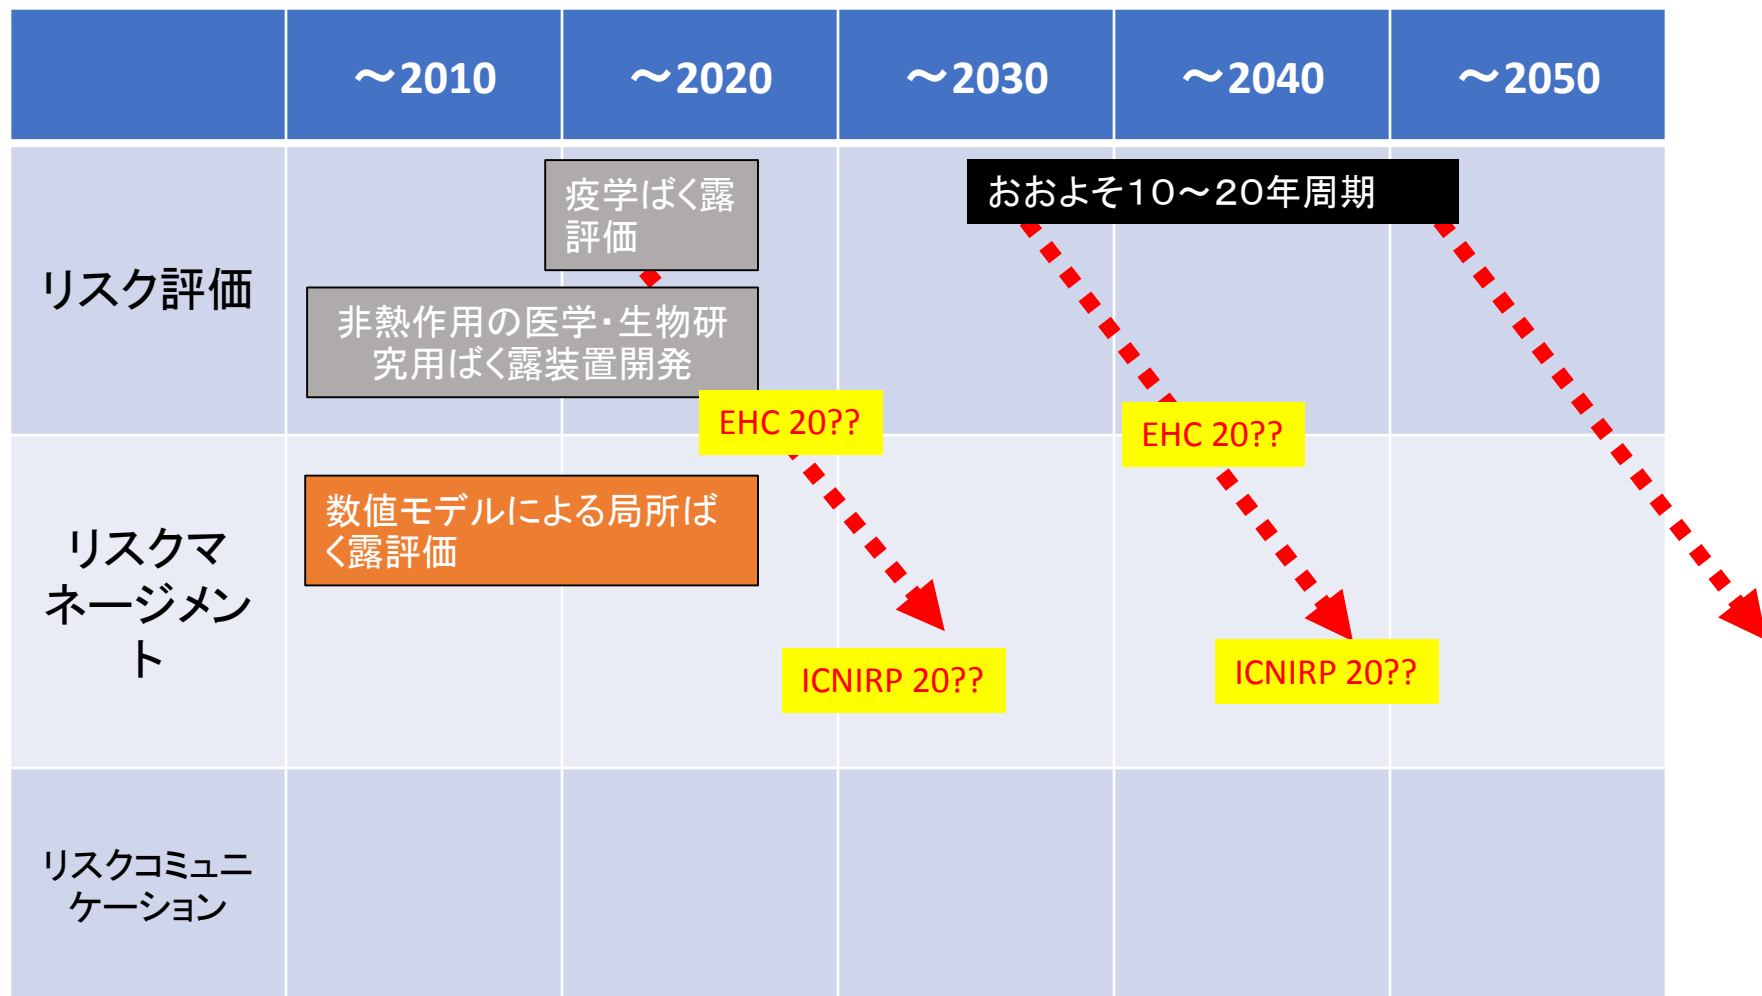 ～2010
～2020
～2030
～2040
～2050
リスク評価
疫学ばく露
評価
おおよそ１０～２０年周期
非熱作用の医学・生物研
究用ばく露装置開発
EHC 20??
EHC 20??
リスクマ
ネージメン
ト
数値モデルによる局所ば
く露評価
ICNIRP 20??
ICNIRP 20??
リスクコミュニ
ケーション